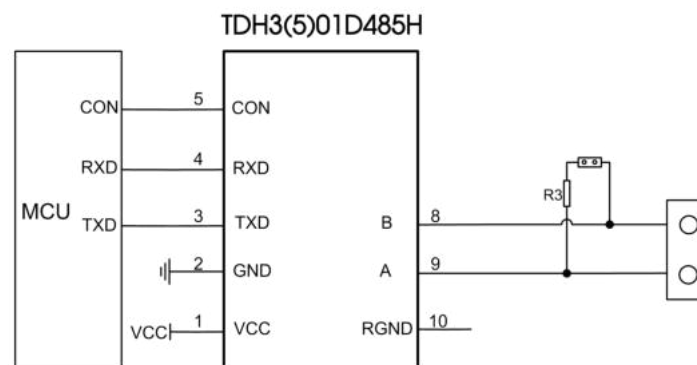 TDH3(5)01D485H
CON 5 CON
RXD 4 RXD
R3
MCU TXD 3 TXD B 8
2 GND A 9
VCC 1 VCC RGND 10